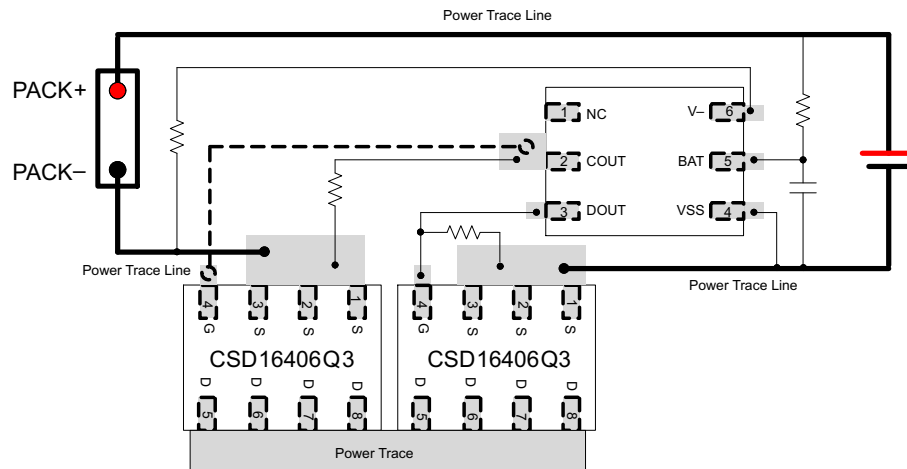 Power Trace Line
PACK+
PACK–
1 NC
V– 6
2 COUT
BAT 5
3 DOUT
VSS 4
Power Trace Line
Power Trace Line
4 3 2 1
G S S S
CSD16406Q3
D D D D
5 6 7 8
4 3 2 1
G S S S
CSD16406Q3
D D D D
5 6 7 8
Power Trace